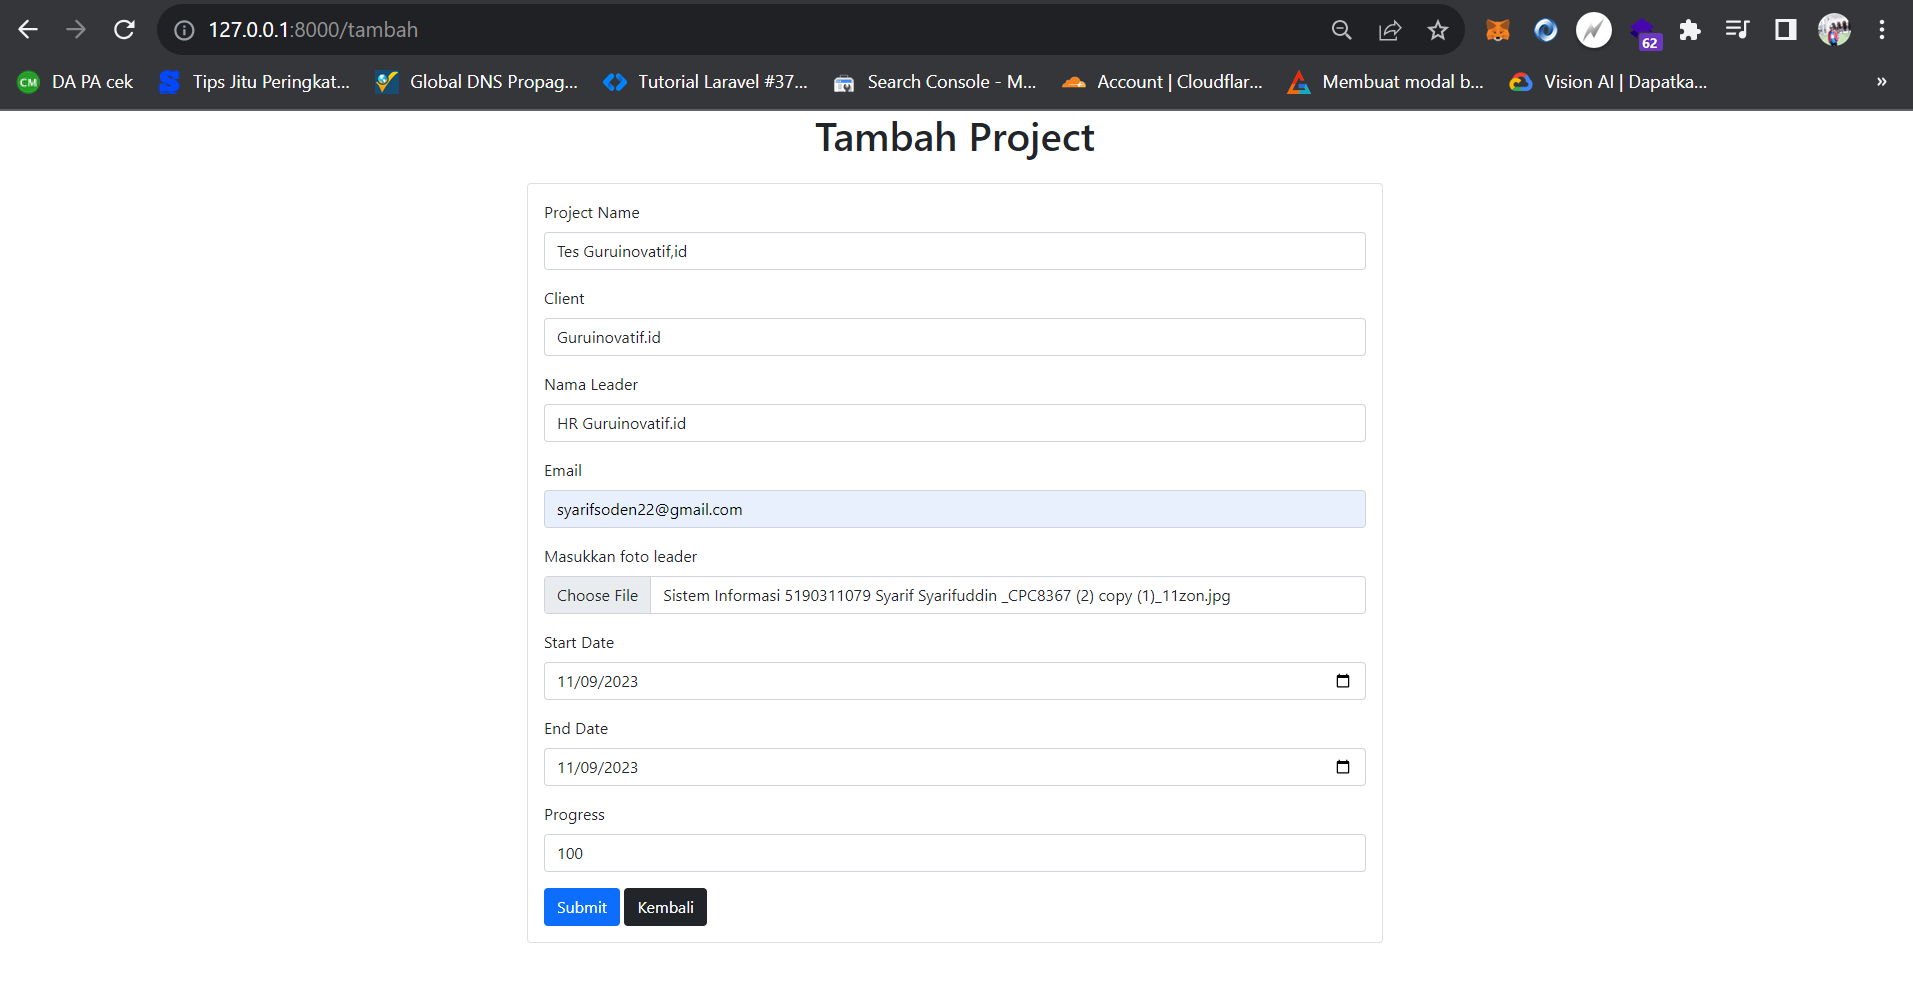 127.0.0.1:8000/tambah
62
CM DA PA cek Tips Jitu Peringkat... Global DNS Propag... Tutorial Laravel #37... Search Console - M... Account | Cloudflar... Membuat modal b... Vision AI | Dapatka... »
Tambah Project
Project Name
Tes Guruinovatif,id
Client
Guruinovatif.id
Nama Leader
HR Guruinovatif.id
Email
syarifsoden22@gmail.com
Masukkan foto leader
Choose File Sistem Informasi 5190311079 Syarif Syarifuddin _CPC8367 (2) copy (1)_11zon.jpg
Start Date
11/09/2023
End Date
11/09/2023
Progress
100
Submit Kembali